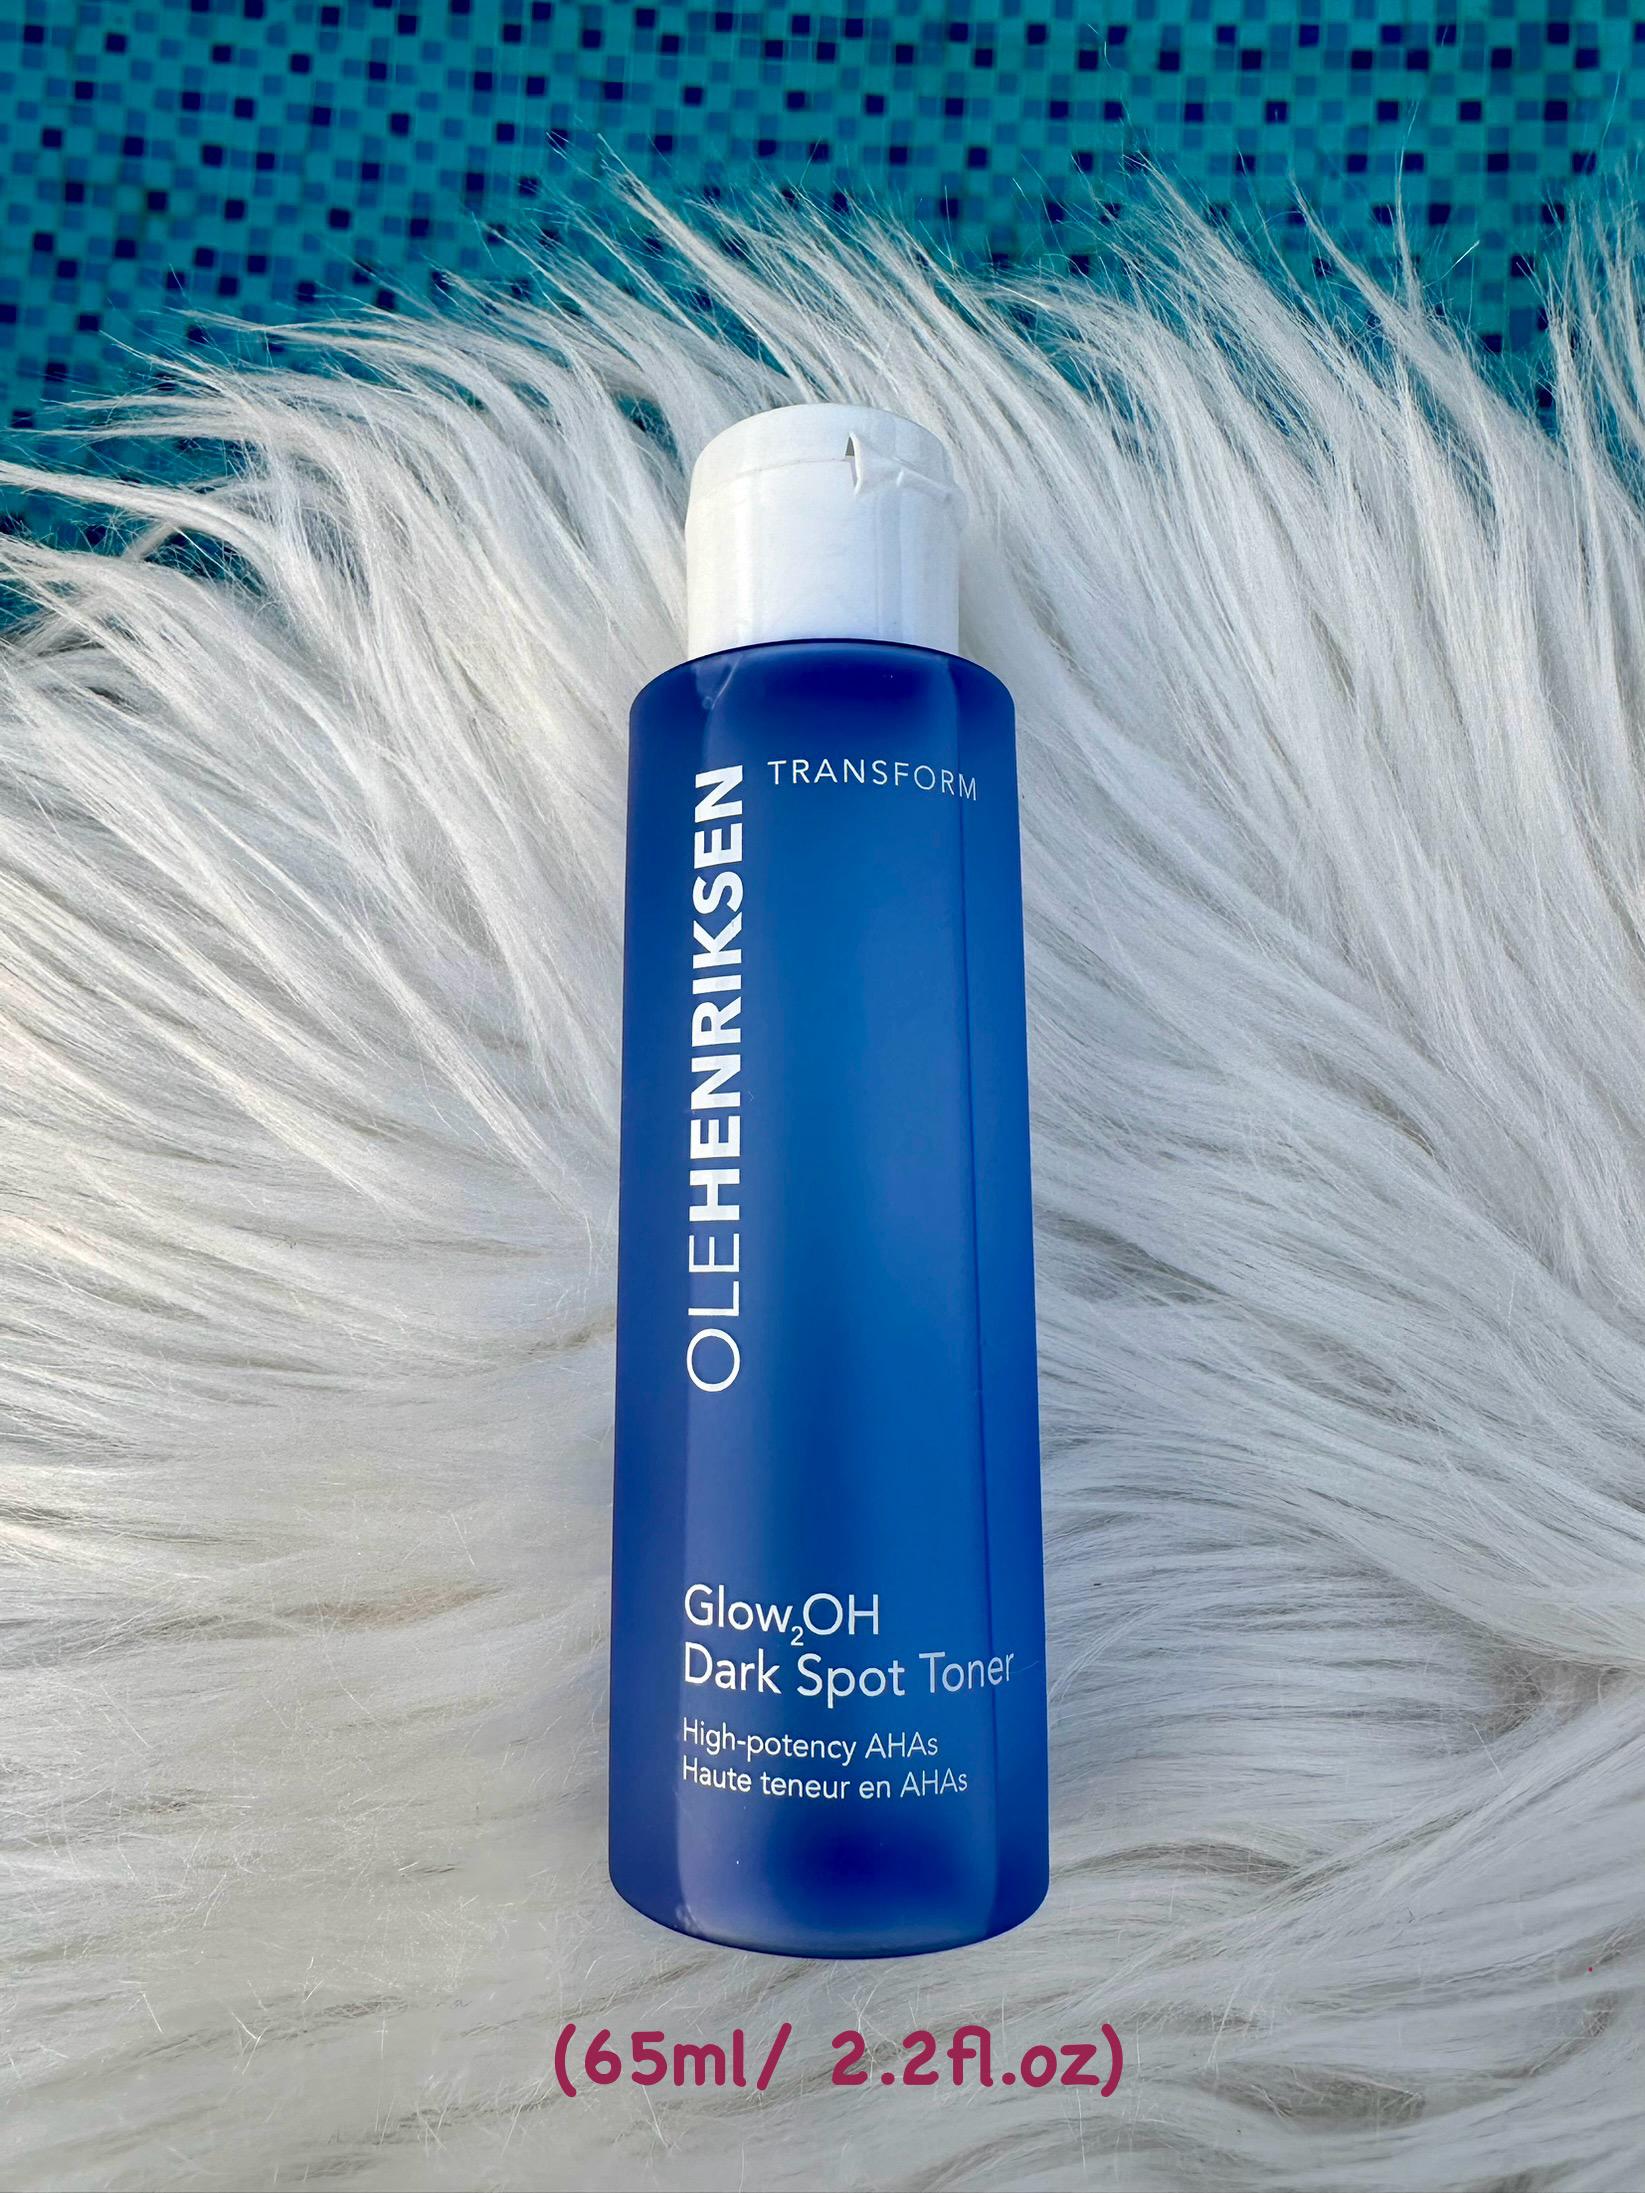 TRANSFORM
OLEHENRIKSEN
Glow₂OH
Dark Spot Toner
High-potency AHAs
Haute teneur en AHAs
(65ml/ 2.2fl.oz)